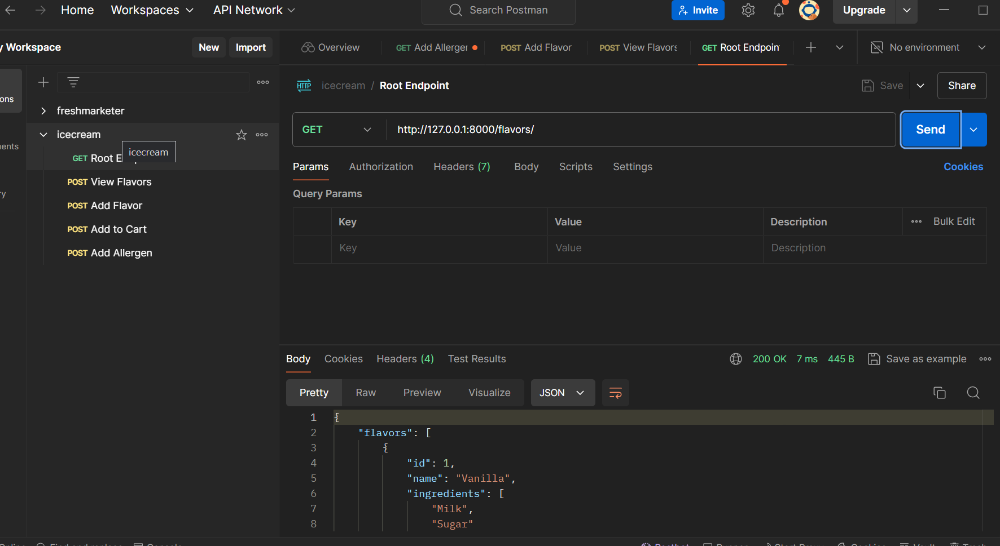 Home Workspaces API Network Search Postman Invite Upgrade
y Workspace New Import Overview GET Add Allerger POST Add Flavor POST View Flavors GET Root Endpoin No environment
ons
icecream / Root Endpoint Save Share
freshmarketer
GET http://127.0.0.1:8000/flavors/ Send
icecream
ents
icecream
GET Root E
Params Authorization Headers (7) Body Scripts Settings Cookies
POST View Flavors
ry
Query Params
POST Add Flavor
Key Value Description Bulk Edit
POST Add to Cart
Key Value Description
POST Add Allergen
Body Cookies Headers (4) Test Results 200 OK 7 ms 445 B Save as example
Pretty Raw Preview Visualize JSON
1 {
2 "flavors": [
3 {
4 "id": 1,
5 "name": "Vanilla",
6 "ingredients": [
7 "Milk",
8 "Sugar"